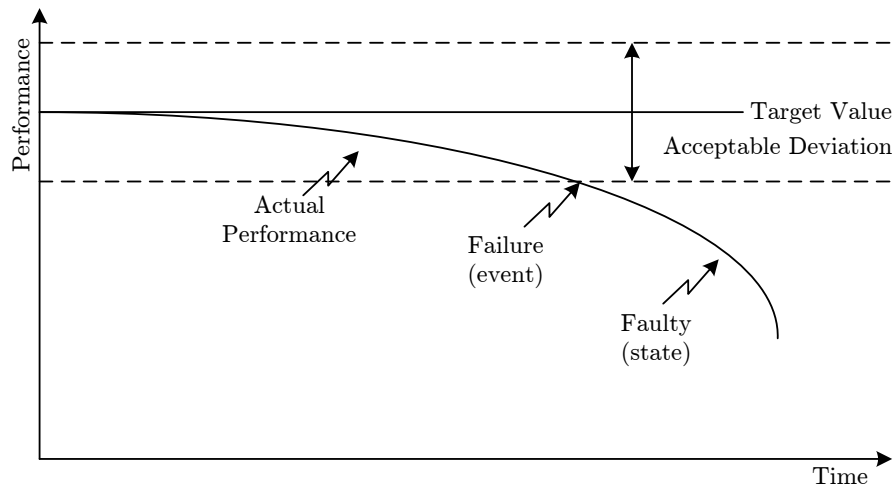 Performance
Target Value
Acceptable Deviation
Actual
Performance
Failure
(event)
Faulty
(state)
Time